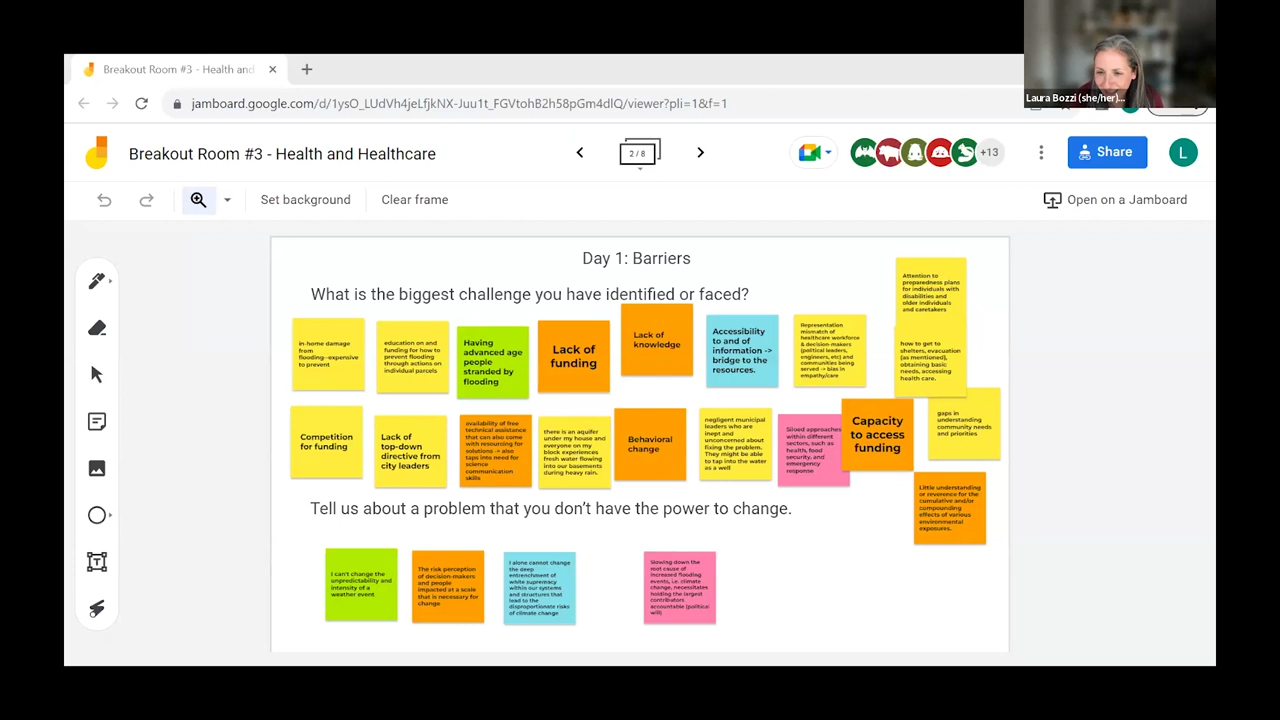 Laura Bozzi (she/her)...
Breakout Room #3 - Health and
jamboard.google.com/d/
/viewer?pli=1&f=1
Breakout Room #3 - Health and Healthcare
2 / 8
+13
Share
L
Set background
Clear frame
Open on a Jamboard
Day 1: Barriers
What is the biggest challenge you have identified or faced?
in-home damage
from
flooding--expensive
to prevent
education on and
funding for how to
prevent flooding
through actions on
individual parcels
Having
advanced age
people
stranded by
flooding
Lack of
funding
Lack of
knowledge
Accessibility
to and of
information ->
bridge to the
resources.
Representation
mismatch of
healthcare workforce
& decision-makers
(political leaders,
engineers, etc) and
communities being
served -> bias in
empathy/care
Attention to
preparedness plans
for individuals with
disabilities and
older individuals
and caretakers
how to get to
shelters, evacuation
(as mentioned),
obtaining basic
needs, accessing
health care.
Competition
for funding
Lack of
top-down
directive from
city leaders
availability of free
technical assistance
that can also come
with resourcing for
solutions -> also
taps into need for
science
communication
skills
there is an aquifer
under my house and
everyone on my
block experiences
fresh water flowing
into our basements
during heavy rain.
Behavioral
change
negligent municipal
leaders who are
inept and
unconcerned about
fixing the problem.
They might be able
to tap into the water
as a well
Siloed approaches
within different
sectors, such as
health, food
security, and
emergency
response
Capacity
to access
funding
gaps in
understanding
community needs
and priorities
Little understanding
or reverence for the
cumulative and/or
compounding
effects of various
environmental
exposures.
Tell us about a problem that you don't have the power to change.
I can't change the
unpredictability and
intensity of a
weather event
The risk perception
of decision-makers
and people
impacted at a scale
that is necessary for
change
I alone cannot change
the deep
entrenchment of
white supremacy
within our systems
and structures that
lead to the
disproportionate risks
of climate change
Slowing down the
root cause of
increased flooding
events, i.e. climate
change, necessitates
holding the largest
contributors
accountable (political
will)